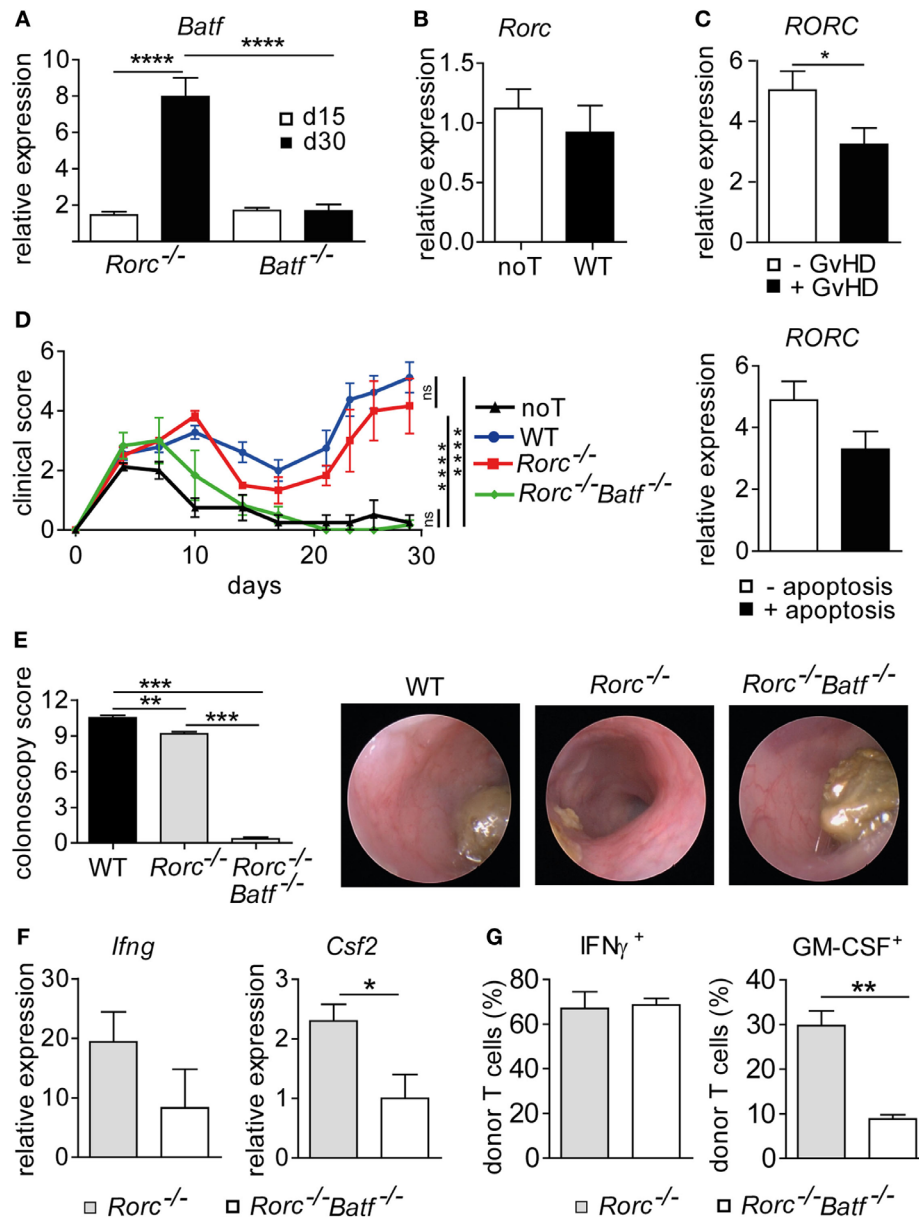 A
Batf
relative expression
10
8
6
4
2
****
****
d15
d30
Rorc-/-
Batf-/-
B
Rorc
relative expression
1.5
1.0
0.5
0.0
noT
WT
C
RORC
relative expression
6
4
2
0
*
- GvHD
+ GvHD
RORC
relative expression
6
4
2
0
- apoptosis
+ apoptosis
D
clinical score
6
4
2
0
0
10
20
30
days
ns
ns
****
****
noT
WT
Rorc-/-
Rorc-/-Batf-/-
E
colonoscopy score
12
9
6
3
0
***
**
***
WT
Rorc-/-
Rorc-/-
Batf-/-
WT
Rorc-/-
Rorc-/-Batf-/-
F
Ifng
relative expression
30
20
10
0
Csf2
relative expression
3
2
1
0
*
Rorc-/-
Rorc-/-Batf-/-
G
IFNγ+
donor T cells (%)
80
60
40
20
0
GM-CSF+
donor T cells (%)
40
30
20
10
0
**
Rorc-/-
Rorc-/-Batf-/-